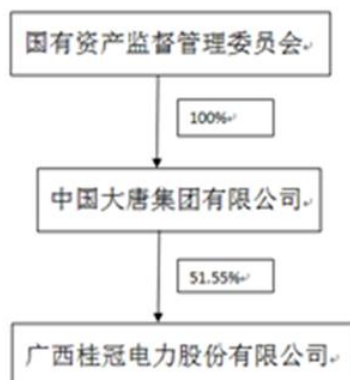 国有资产监督管理委员会
100%
中国大唐集团有限公司
51.55%
广西桂冠电力股份有限公司